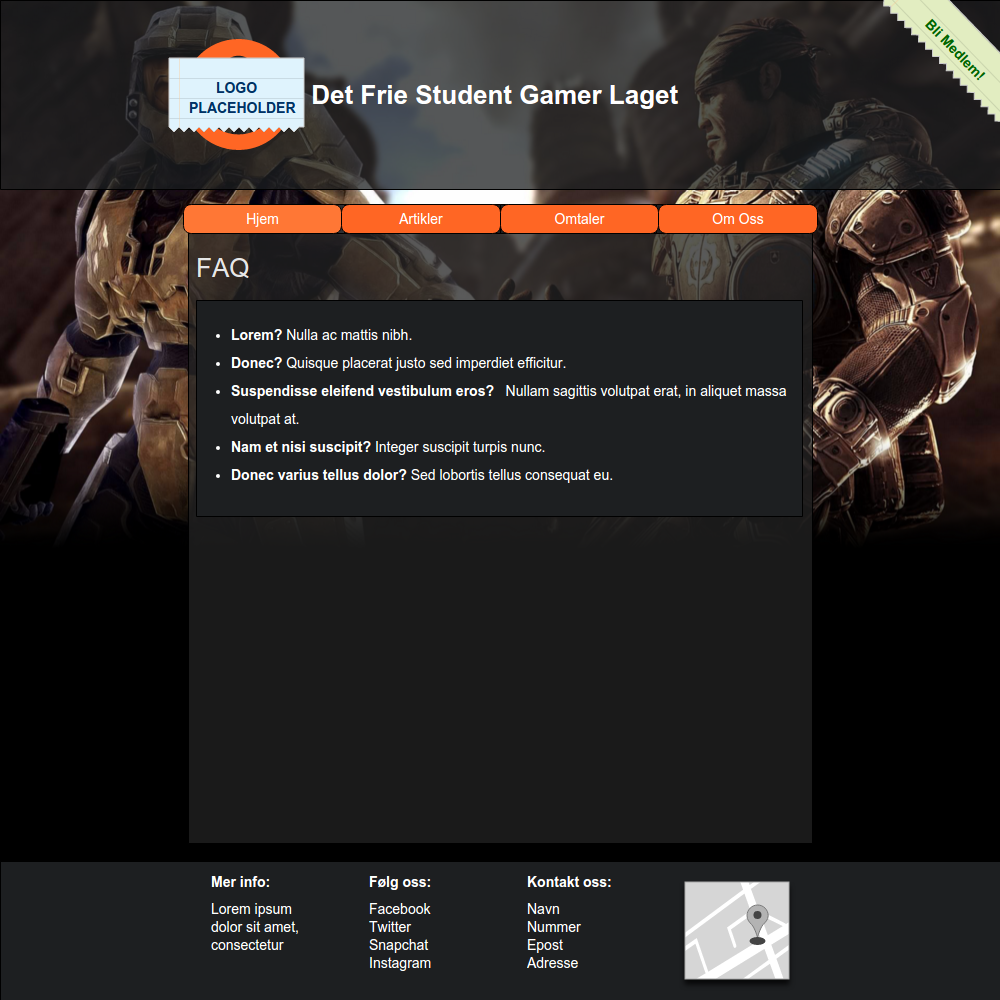 Bli Medlem!
LOGO
PLACEHOLDER
Det Frie Student Gamer Laget
Hjem
Artikler
Omtaler
Om Oss
FAQ
• Lorem? Nulla ac mattis nibh.
• Donec? Quisque placerat justo sed imperdiet efficitur.
• Suspendisse eleifend vestibulum eros? Nullam sagittis volutpat erat, in aliquet massa
volutpat at.
• Nam et nisi suscipit? Integer suscipit turpis nunc.
• Donec varius tellus dolor? Sed lobortis tellus consequat eu.
Mer info:
Lorem ipsum
dolor sit amet,
consectetur
Følg oss:
Facebook
Twitter
Snapchat
Instagram
Kontakt oss:
Navn
Nummer
Epost
Adresse